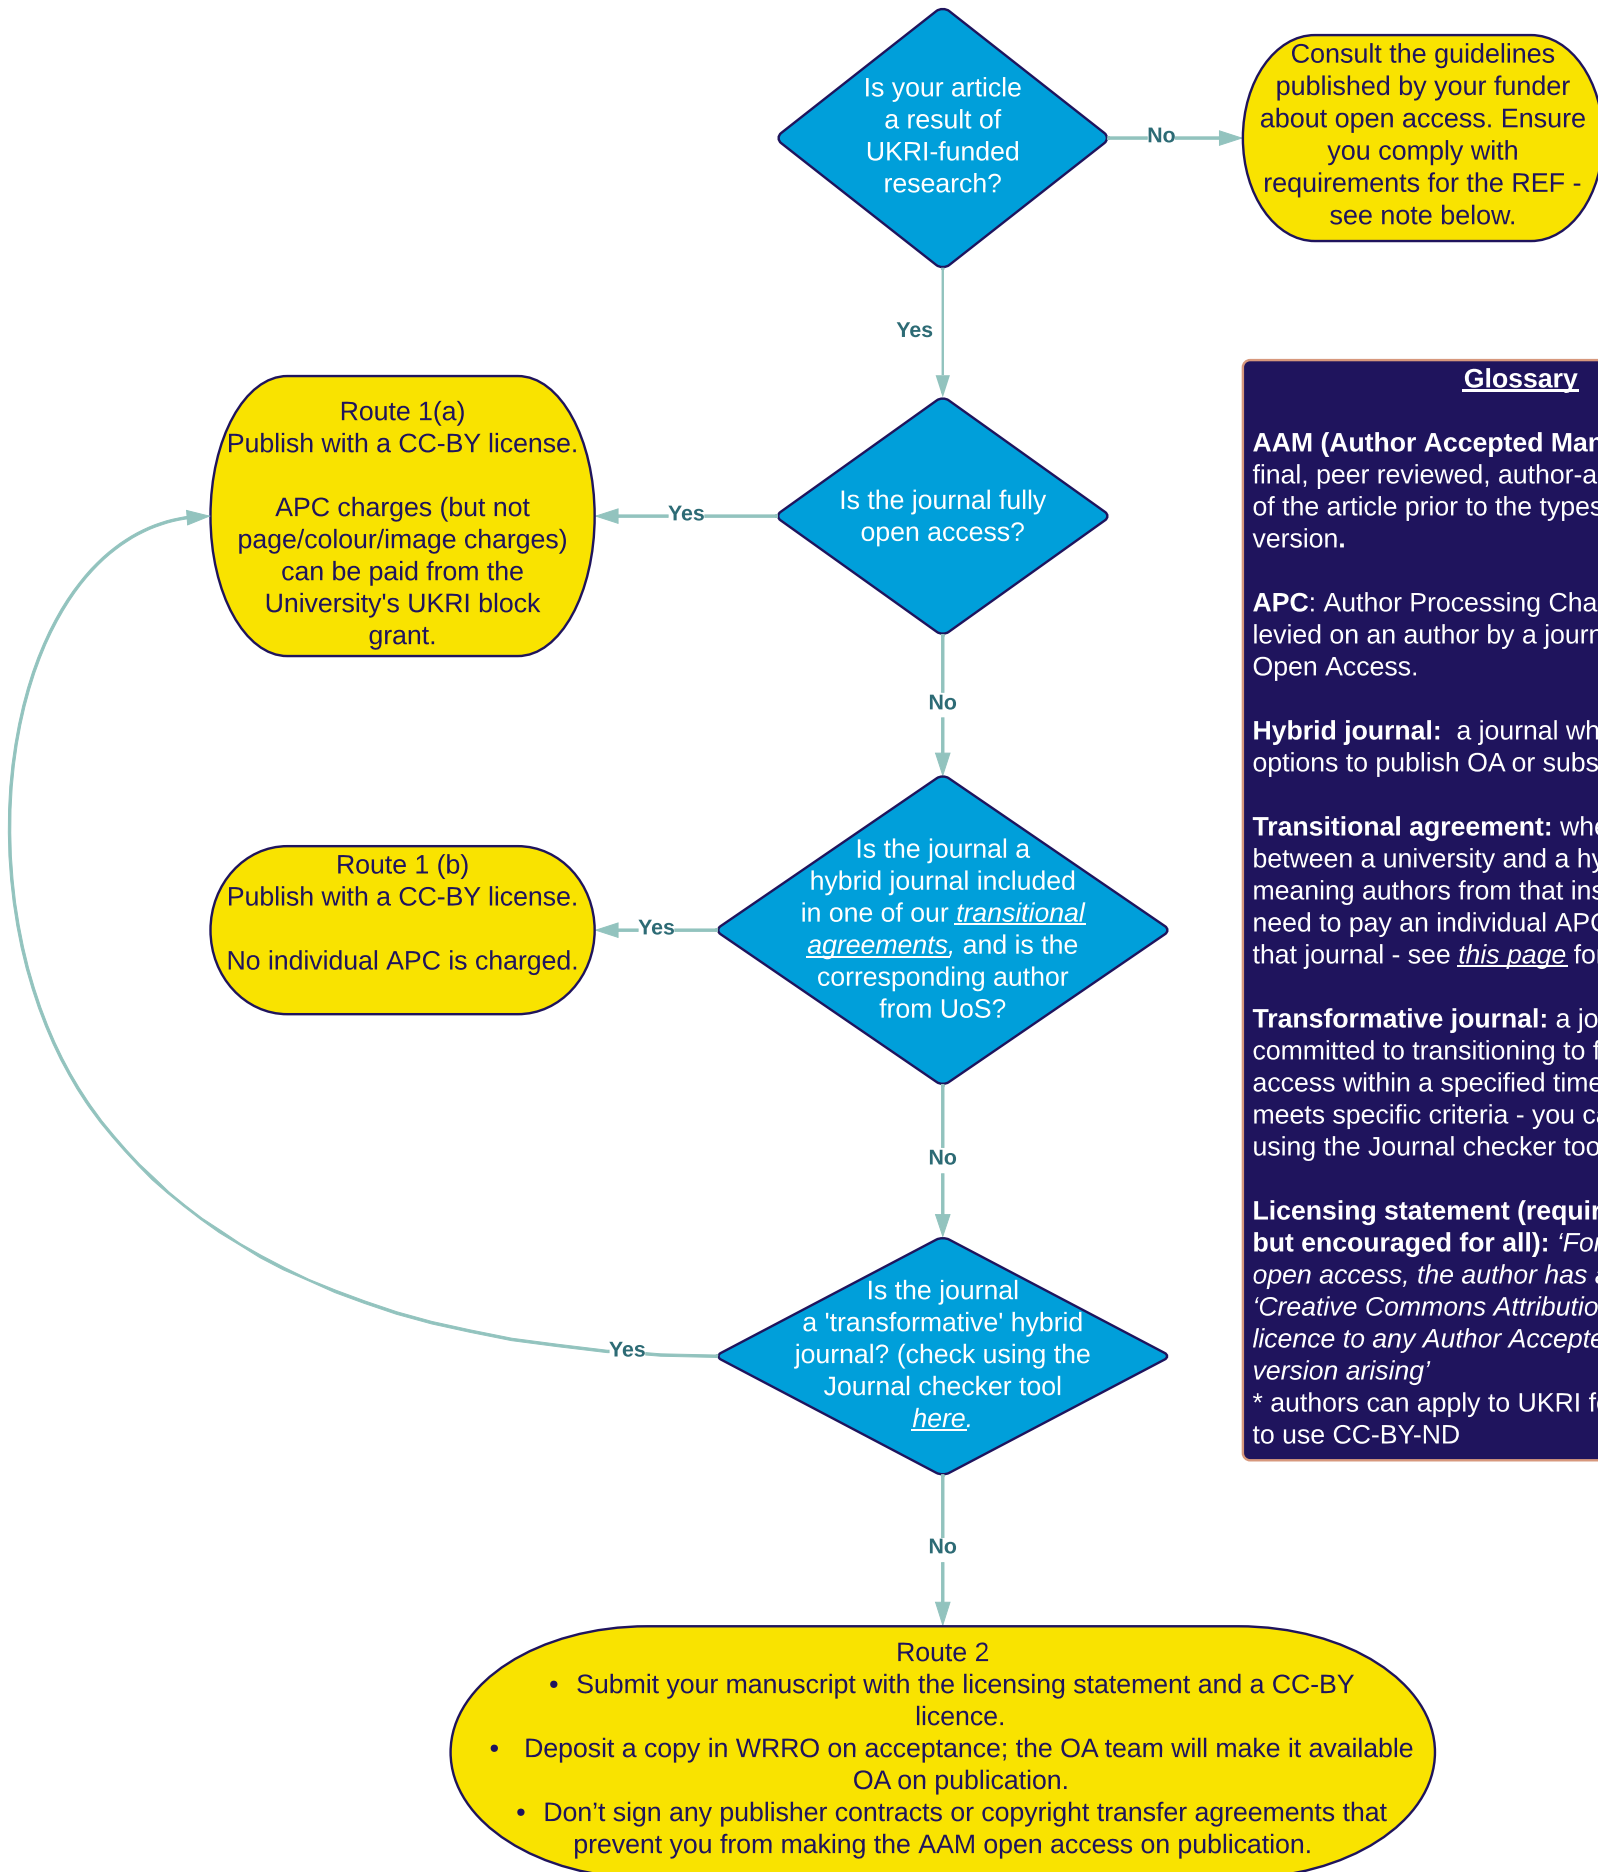 Is your article
a result of
UKRI-funded
research?
No
Consult the guidelines
published by your funder
about open access. Ensure
you comply with
requirements for the REF -
see note below.
Yes
Is the journal fully
open access?
Yes
Route 1(a)
Publish with a CC-BY license.
APC charges (but not
page/colour/image charges)
can be paid from the
University's UKRI block
grant.
No
Is the journal a
hybrid journal included
in one of our transitional
agreements, and is the
corresponding author
from UoS?
Yes
Route 1 (b)
Publish with a CC-BY license.
No individual APC is charged.
No
Is the journal
a 'transformative' hybrid
journal? (check using the
Journal checker tool
here.
Yes
No
Route 2
• Submit your manuscript with the licensing statement and a CC-BY
licence.
• Deposit a copy in WRRO on acceptance; the OA team will make it available
OA on publication.
• Don’t sign any publisher contracts or copyright transfer agreements that
prevent you from making the AAM open access on publication.
Glossary
AAM (Author Accepted Man
final, peer reviewed, author-a
of the article prior to the types
version.
APC: Author Processing Cha
levied on an author by a journ
Open Access.
Hybrid journal: a journal wh
options to publish OA or subs
Transitional agreement: whe
between a university and a hy
meaning authors from that ins
need to pay an individual APC
that journal - see this page for
Transformative journal: a jo
committed to transitioning to f
access within a specified time
meets specific criteria - you ca
using the Journal checker too
Licensing statement (requir
but encouraged for all): ‘For
open access, the author has a
‘Creative Commons Attributio
licence to any Author Accepte
version arising’
* authors can apply to UKRI fo
to use CC-BY-ND